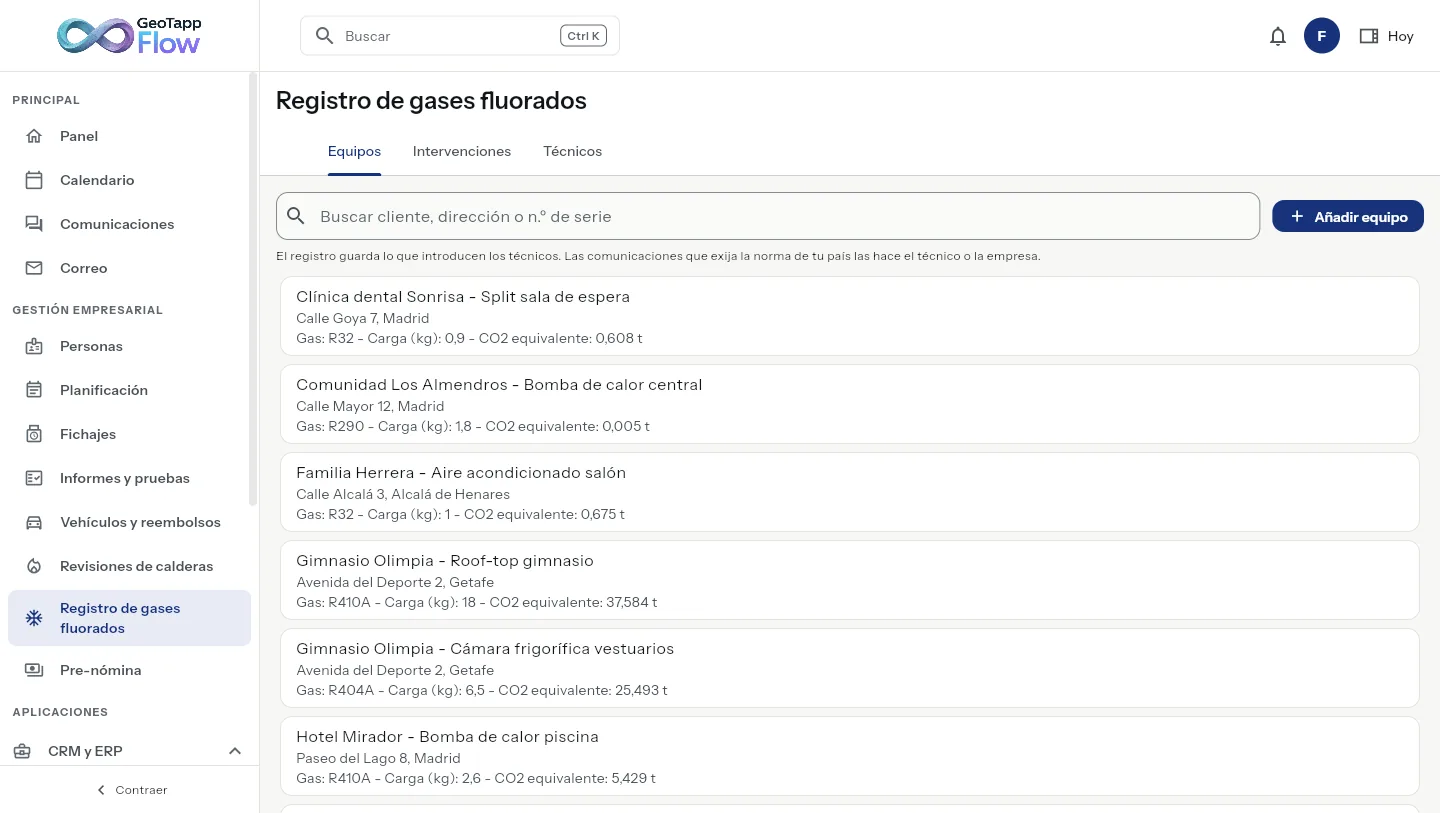 GeoTapp
Flow
Buscar
Ctrl K
F
Hoy
PRINCIPAL
Panel
Calendario
Comunicaciones
Correo
GESTIÓN EMPRESARIAL
Personas
Planificación
Fichajes
Informes y pruebas
Vehículos y reembolsos
Revisiones de calderas
Registro de gases
fluorados
Pre-nómina
APLICACIONES
CRM y ERP
Contraer
Registro de gases fluorados
Equipos
Intervenciones
Técnicos
Buscar cliente, dirección o n.º de serie
Añadir equipo
El registro guarda lo que introducen los técnicos. Las comunicaciones que exija la norma de tu país las hace el técnico o la empresa.
Clínica dental Sonrisa - Split sala de espera
Calle Goya 7, Madrid
Gas: R32 - Carga (kg): 0,9 - CO2 equivalente: 0,608 t
Comunidad Los Almendros - Bomba de calor central
Calle Mayor 12, Madrid
Gas: R290 - Carga (kg): 1,8 - CO2 equivalente: 0,005 t
Familia Herrera - Aire acondicionado salón
Calle Alcalá 3, Alcalá de Henares
Gas: R32 - Carga (kg): 1 - CO2 equivalente: 0,675 t
Gimnasio Olimpia - Roof-top gimnasio
Avenida del Deporte 2, Getafe
Gas: R410A - Carga (kg): 18 - CO2 equivalente: 37,584 t
Gimnasio Olimpia - Cámara frigorífica vestuarios
Avenida del Deporte 2, Getafe
Gas: R404A - Carga (kg): 6,5 - CO2 equivalente: 25,493 t
Hotel Mirador - Bomba de calor piscina
Paseo del Lago 8, Madrid
Gas: R410A - Carga (kg): 2,6 - CO2 equivalente: 5,429 t